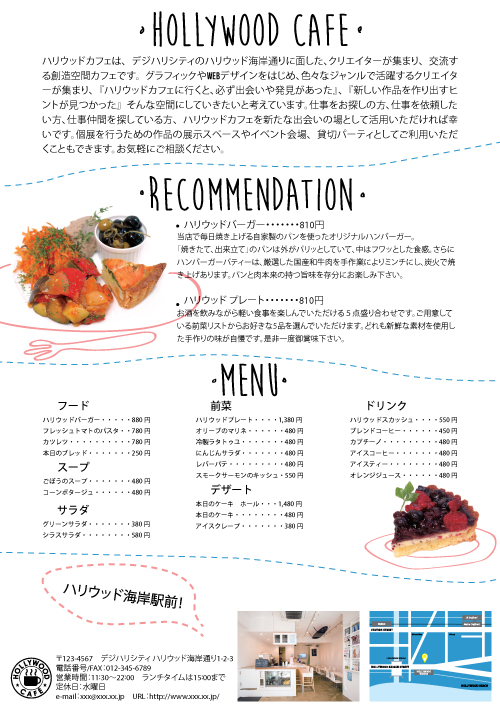 HOLLYWOOD CAFE
ハリウッドカフェは、デジハリシティのハリウッド海岸通りに面した、クリエイターが集まり、交流す
る創造空間カフェです。グラフィックやWEBデザインをはじめ、色々なジャンルで活躍するクリエイタ
ーが集まり、『ハリウッドカフェに行くと、必ず出会いや発見があった』、『新しい作品を作り出すヒ
ントが見つかった』そんな空間にしていきたいと考えています。仕事をお探しの方、仕事を依頼した
い方、仕事仲間を探している方、ハリウッドカフェを新たな出会いの場として活用いただければ幸
いです。個展を行うための作品の展示スペースやイベント会場、貸切パーティとしてご利用いただ
くこともできます。お気軽にご相談ください。
RECOMMENDATION
● ハリウッドバーガー・・・・・・・810円
当店で毎日焼き上げる自家製のパンを使ったオリジナルハンバーガー。
「焼きたて、出来立て」のパンは外がパリッとしていて、中はフワッとした食感。さらに
ハンバーガーパティーは、厳選した国産和牛肉を手作業によりミンチにし、炭火で焼
き上げあります。パンと肉本来の持つ旨味を存分にお楽しみ下さい。
● ハリウッド プレート・・・・・・・810円
お酒を飲みながら軽い食事を楽しんでいただける5点盛り合わせです。ご用意して
いる前菜リストからお好きな5品を選んでいただけます。どれも新鮮な素材を使用し
た手作りの味が自慢です。是非一度御賞味下さい。
MENU
フード
ハリウッドバーガー・・・・・880円
フレッシュトマトのパスタ・・780円
カツレツ・・・・・・・・・・780円
本日のブレッド・・・・・・・250円
スープ
ごぼうのスープ・・・・・・・480円
コーンポタージュ・・・・・・480円
サラダ
グリーンサラダ・・・・・・・380円
シラスサラダ・・・・・・・・580円
前菜
ハリウッドプレート・・・・1,380円
オリーブのマリネ・・・・・・480円
冷製ラタトゥユ・・・・・・・480円
にんじんサラダ・・・・・・・480円
レバーパテ・・・・・・・・・480円
スモークサーモンのキッシュ・・550円
デザート
本日のケーキ ホール・・・1,480円
本日のケーキ・・・・・・・・480円
アイスクレープ・・・・・・・380円
ドリンク
ハリウッドスカッシュ・・・・550円
ブレンドコーヒー・・・・・・450円
カプチーノ・・・・・・・・・480円
アイスコーヒー・・・・・・・480円
アイスティー・・・・・・・・480円
オレンジジュース・・・・・・480円
ハリウッド海岸駅前!
HOLLYWOOD CAFE
〒123-4567 デジハリシティ ハリウッド海岸通り1-2-3
電話番号/FAX:012-345-6789
営業時間:11:30〜22:00 ランチタイムは15:00まで
定休日:水曜日
e-mail:xxx@xxx.xx.jp URL:http://www.xxx.xx.jp/